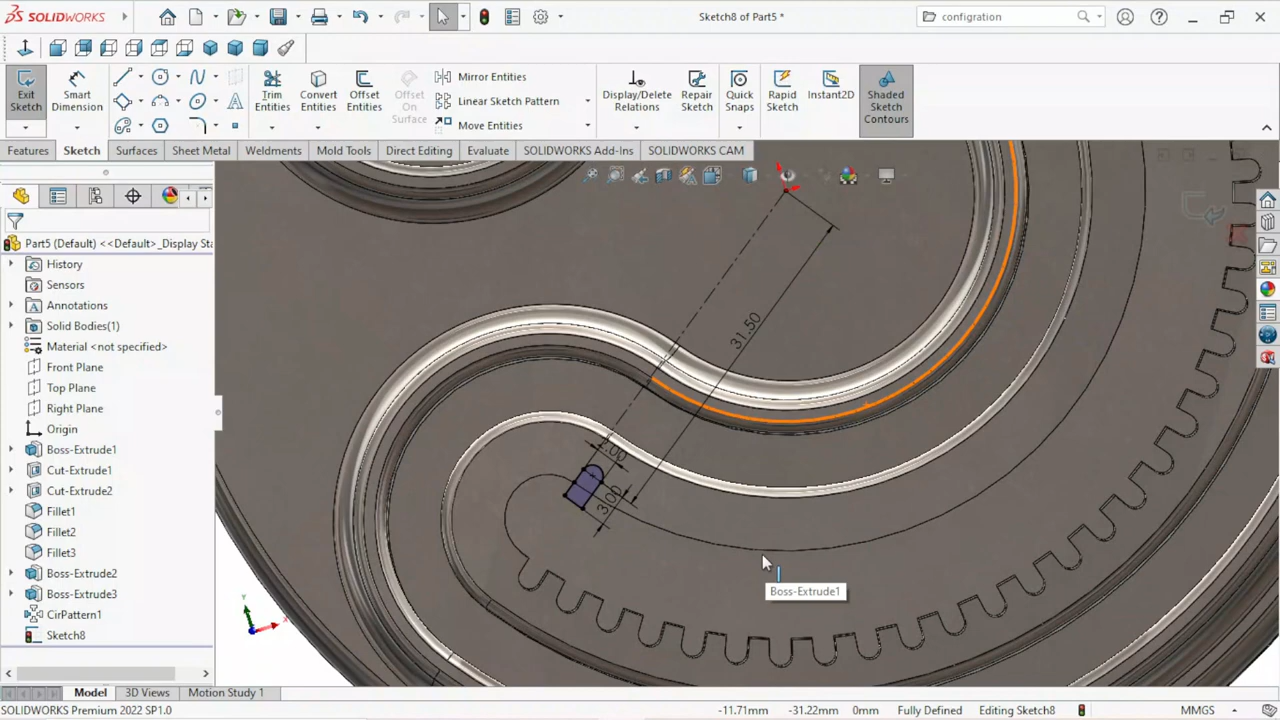 SOLIDWORKS
Sketch8 of Part5 *
configration
Exit Sketch
Smart Dimension
Trim Entities
Convert Entities
Offset Entities
Offset On Surface
Mirror Entities
Linear Sketch Pattern
Move Entities
Display/Delete Relations
Repair Sketch
Quick Snaps
Rapid Sketch
Instant2D
Shaded Sketch Contours
Features
Sketch
Surfaces
Sheet Metal
Weldments
Mold Tools
Direct Editing
Evaluate
SOLIDWORKS Add-Ins
SOLIDWORKS CAM
Part5 (Default) <<Default>_Display Sta
History
Sensors
Annotations
Solid Bodies(1)
Material <not specified>
Front Plane
Top Plane
Right Plane
Origin
Boss-Extrude1
Cut-Extrude1
Cut-Extrude2
Fillet1
Fillet2
Fillet3
Boss-Extrude2
Boss-Extrude3
CirPattern1
Sketch8
31.50
2.00
3.00
Boss-Extrude1
Y
X
Model
3D Views
Motion Study 1
SOLIDWORKS Premium 2022 SP1.0
-11.71mm
-31.22mm
0mm
Fully Defined
Editing Sketch8
MMGS